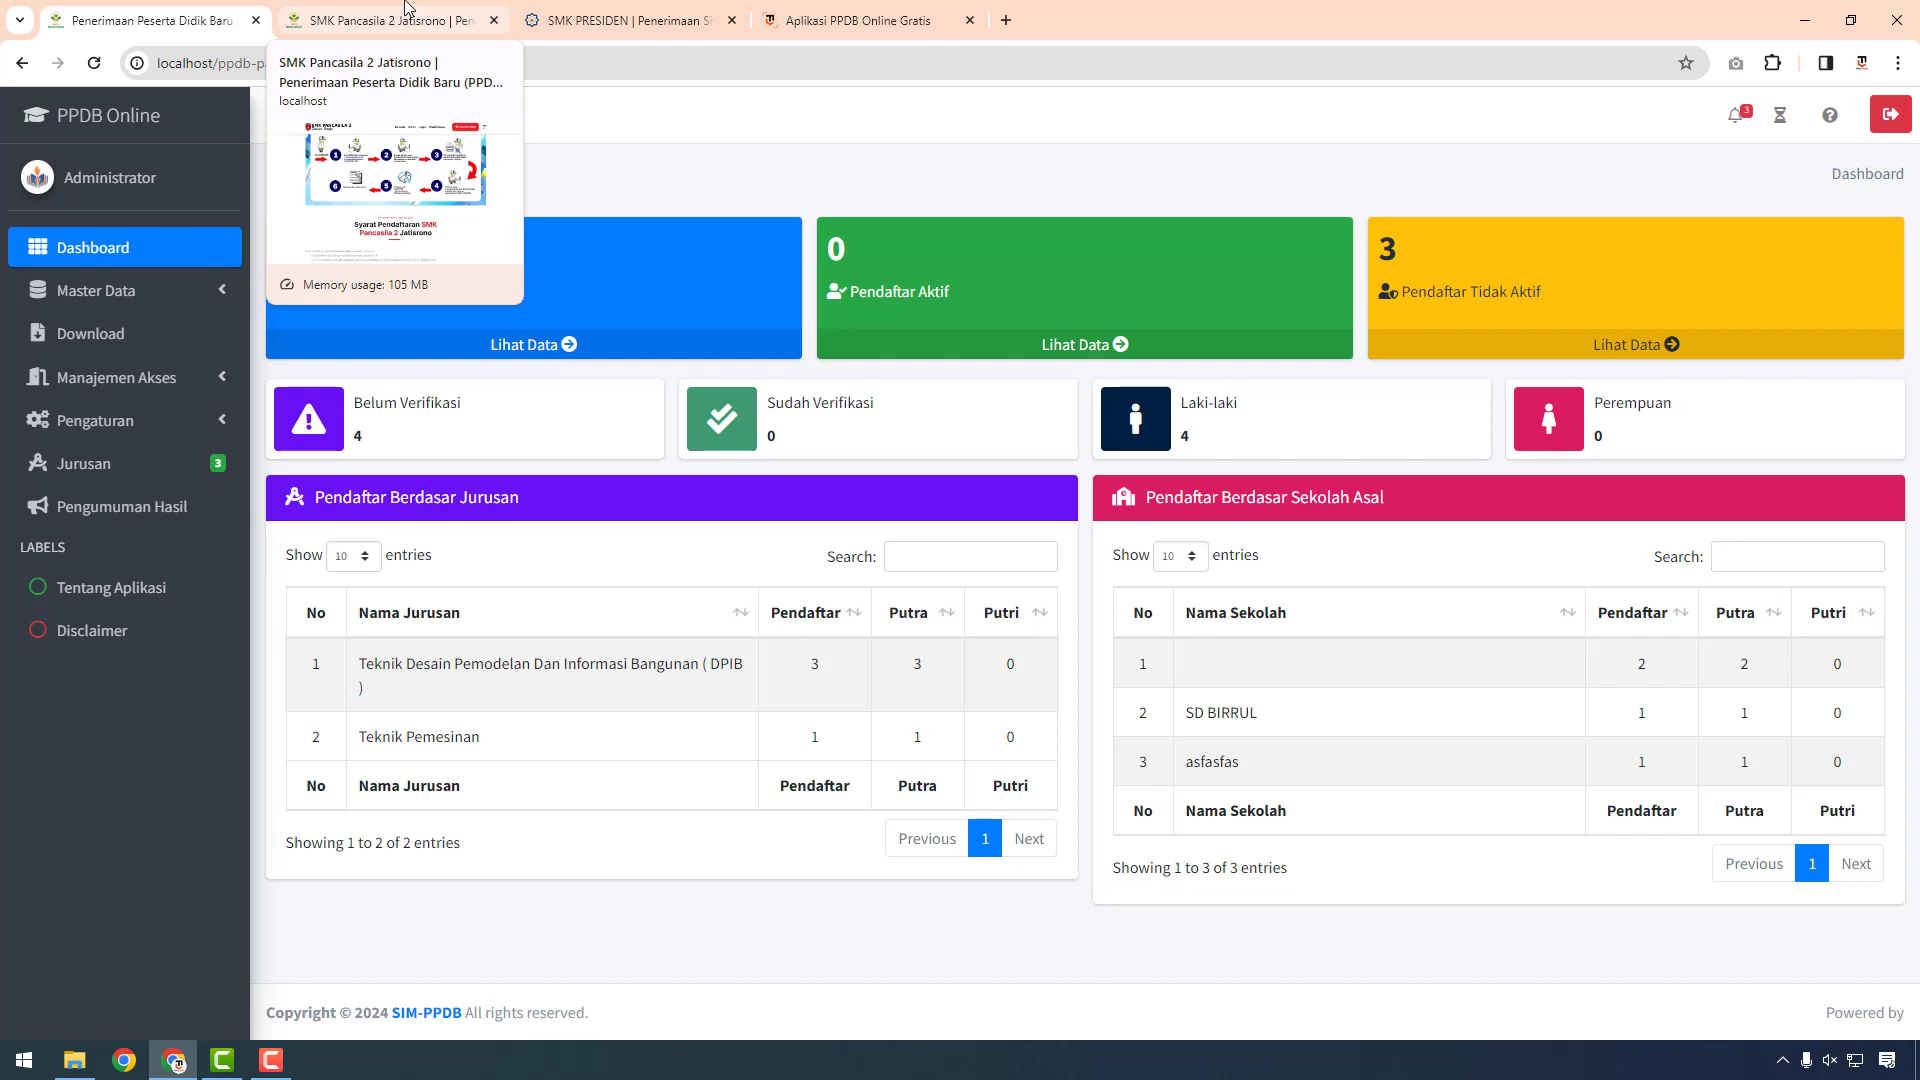 Penerimaan Peserta Didik Baru
SMK Pancasila 2 Jatisrono | Pen
SMK PRESIDEN | Penerimaan Si
Aplikasi PPDB Online Gratis
localhost/ppdb-p
SMK Pancasila 2 Jatisrono |
Penerimaan Peserta Didik Baru (PPD...
localhost
Syarat Pendaftaran SMK
Pancasila 2 Jatisrono
Memory usage: 105 MB
PPDB Online
3
Administrator
Dashboard
Dashboard
Master Data
Download
Manajemen Akses
Pengaturan
Jurusan
3
Pengumuman Hasil
LABELS
Tentang Aplikasi
Disclaimer
Lihat Data
0
Pendaftar Aktif
Lihat Data
3
Pendaftar Tidak Aktif
Lihat Data
Belum Verifikasi
4
Sudah Verifikasi
0
Laki-laki
4
Perempuan
0
Pendaftar Berdasar Jurusan
Show 10 entries
Search:
No Nama Jurusan Pendaftar Putra Putri
1 Teknik Desain Pemodelan Dan Informasi Bangunan ( DPIB 3 3 0
)
2 Teknik Pemesinan 1 1 0
No Nama Jurusan Pendaftar Putra Putri
Showing 1 to 2 of 2 entries
Previous 1 Next
Pendaftar Berdasar Sekolah Asal
Show 10 entries
Search:
No Nama Sekolah Pendaftar Putra Putri
1 2 2 0
2 SD BIRRUL 1 1 0
3 asfasfas 1 1 0
No Nama Sekolah Pendaftar Putra Putri
Showing 1 to 3 of 3 entries
Previous 1 Next
Copyright © 2024 SIM-PPDB All rights reserved.
Powered by